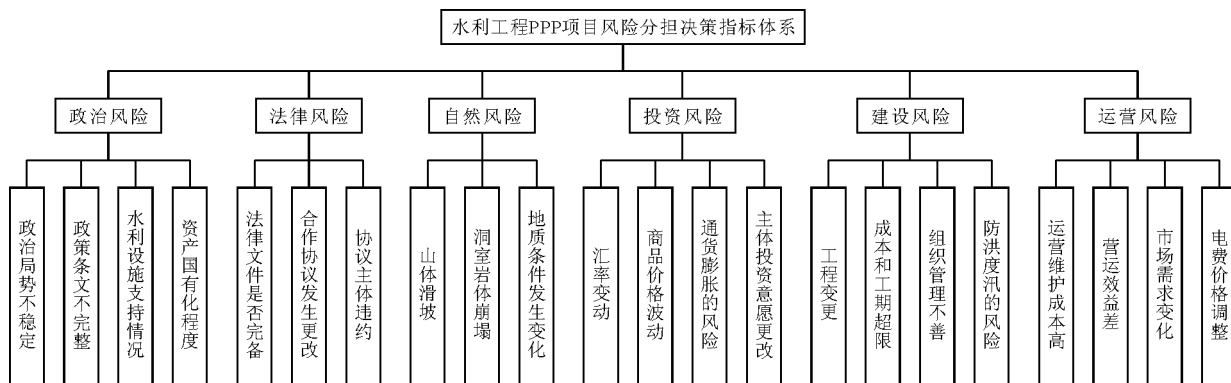 水利工程PPP项目风险分担决策指标体系
政治风险
法律风险
自然风险
投资风险
建设风险
运营风险
政治局势不稳定
政策条文不完整
水利设施支持情况
资产国有化程度
法律文件是否完备
合作协议发生更改
协议主体违约
山体滑坡
洞室岩体崩塌
地质条件发生变化
汇率变动
商品价格波动
通货膨胀的风险
主体投资意愿更改
工程变更
成本和工期超限
组织管理不善
防洪度汛的风险
运营维护成本高
营运效益差
市场需求变化
电费价格调整